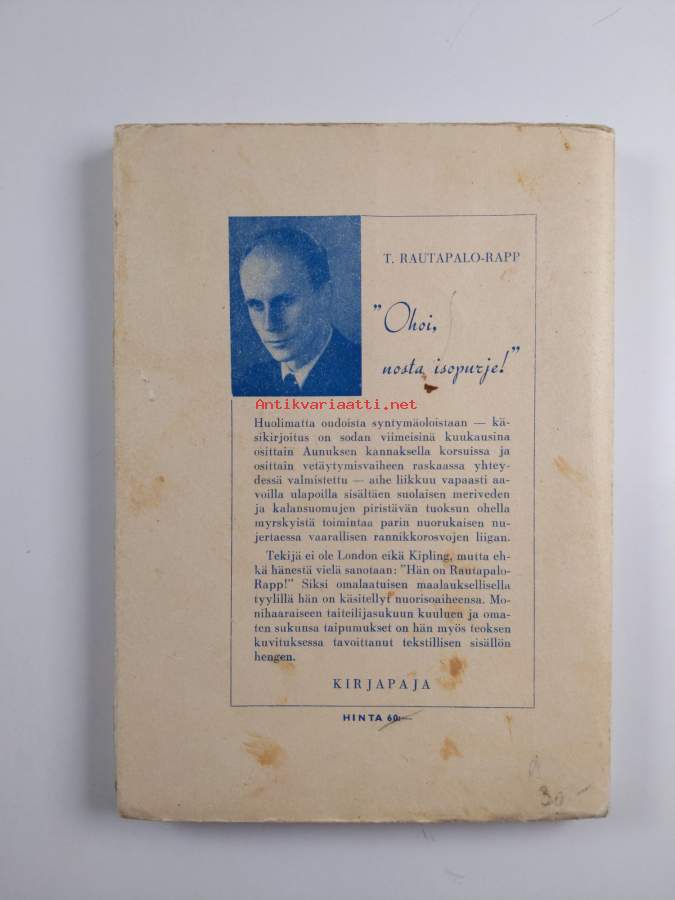 T. RAUTAPALO-RAPP
"Ohoi,
nosta isopurje!"
Antikvariaatti.net
Huolimatta oudoista syntymäoloistaan — kä-
sikirjoitus on sodan viimeisinä kuukausina
osittain Aunuksen kannaksella korsuissa ja
osittain vetäytymisvaiheen raskaassa yhtey-
dessä valmistettu — aihe liikkuu vapaasti aa-
voilla ulapoilla sisältäen suolaisen meriveden
ja kalansuomujen piristävän tuoksun ohella
myrskyistä toimintaa parin nuorukaisen nu-
jertaessa vaarallisen rannikkorosvojen liigan.
Tekijä ei ole London eikä Kipling, mutta eh-
kä hänestä vielä sanotaan: "Hän on Rautapalo-
Rapp!" Siksi omalaatuisen maalauksellisella
tyylillä hän on käsitellyt nuorisoaiheensa. Mo-
nihaaraiseen taiteilijasukuun kuuluen ja oma-
ten sukunsa taipumukset on hän myös teoksen
kuvituksessa tavoittanut tekstillisen sisällön
hengen.
KIRJAPAJA
HINTA 60:—
30 –